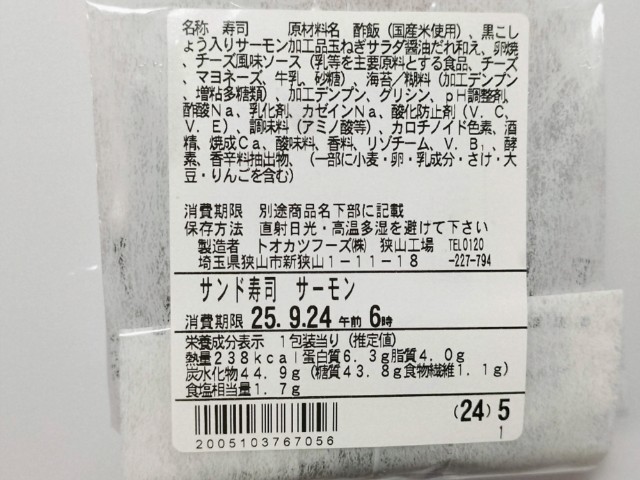 名称 寿司 原材料名 酢飯(国産米使用)、黒こし
ょう入りサーモン加工品玉ねぎサラダ醤油だれ和え、卵焼
、チーズ風味ソース(乳等を主要原料とする食品、チーズ
、マヨネーズ、牛乳、砂糖)、海苔/糊料(加工デンプン
、増粘多糖類)、加工デンプン、グリシン、pH調整剤、
酢酸Na、乳化剤、カゼインNa、酸化防止剤(V.C、
V.E)、調味料(アミノ酸等)、カロチノイド色素、酒
精、焼成Ca、酸味料、香料、リゾチーム、V.B₁、酵
素、香辛料抽出物、(一部に小麦・卵・乳成分・さけ・大
豆・りんごを含む)
消費期限 別途商品名下部に記載
保存方法 直射日光・高温多湿を避けて下さい
製造者 トオカツフーズ㈱ 狭山工場 TEL0120
埼玉県狭山市新狭山1-11-18 -227-794
サンド寿司 サーモン
消費期限 25.9.24 午前 6時
栄養成分表示 1包装当り(推定値)
熱量238kcal蛋白質6.3g脂質4.0g
炭水化物44.9g(糖質43.8g食物繊維1.1g)
食塩相当量1.7g
(24) 5
1
2005103767056